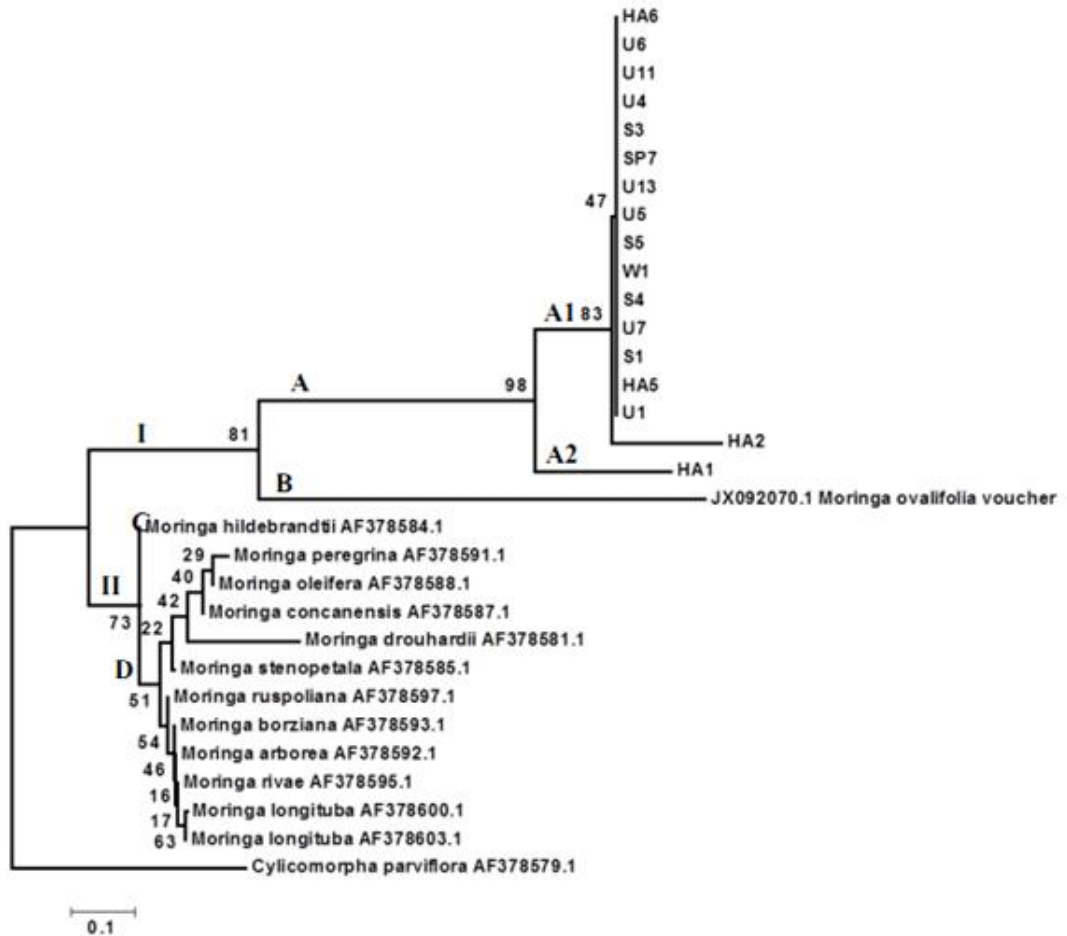 HA6
U6
U11
U4
S3
SP7
U13
47
U5
S5
W1
S4
A1 83
U7
S1
98
HA5
A
U1
I
81
HA2
A2
HA1
B
JX092070.1 Moringa ovalifolia voucher
C
Moringa hildebrandtii AF378584.1
29
Moringa peregrina AF378591.1
40
Moringa oleifera AF378588.1
II
42
Moringa concanensis AF378587.1
73
22
Moringa drouhardii AF378581.1
D
Moringa stenopetala AF378585.1
51
Moringa ruspoliana AF378597.1
Moringa borziana AF378593.1
54
Moringa arborea AF378592.1
46
Moringa rivae AF378595.1
16
Moringa longituba AF378600.1
17
63
Moringa longituba AF378603.1
Cylicomorpha parviflora AF378579.1
0.1